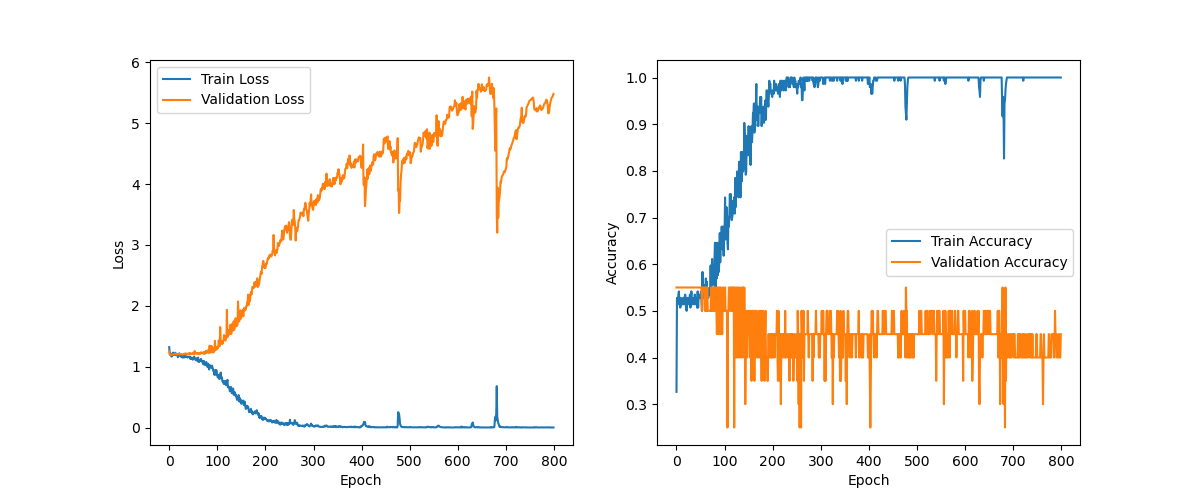 6
5
4
3
2
1
0
0 100 200 300 400 500 600 700 800
Epoch
Loss
Train Loss
Validation Loss
1.0
0.9
0.8
0.7
0.6
0.5
0.4
0.3
0 100 200 300 400 500 600 700 800
Epoch
Accuracy
Train Accuracy
Validation Accuracy